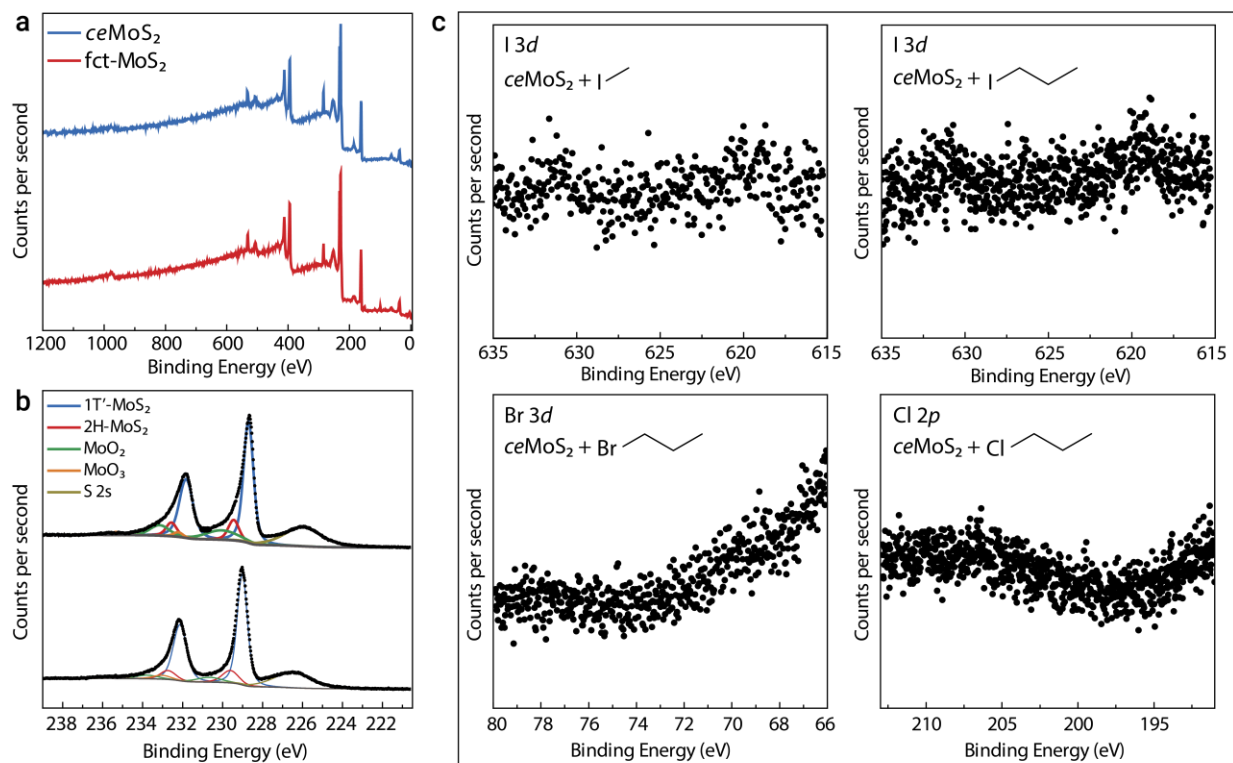 a
ceMoS₂
fct-MoS₂
Counts per second
1200 1000 800 600 400 200 0
Binding Energy (eV)
b
1T′-MoS₂
2H-MoS₂
MoO₂
MoO₃
S 2s
Counts per second
238 236 234 232 230 228 226 224 222
Binding Energy (eV)
c
I 3d
ceMoS₂ + I
Counts per second
635 630 625 620 615
Binding Energy (eV)
I 3d
ceMoS₂ + I
Counts per second
635 630 625 620 615
Binding Energy (eV)
Br 3d
ceMoS₂ + Br
Counts per second
80 78 76 74 72 70 68 66
Binding Energy (eV)
Cl 2p
ceMoS₂ + Cl
Counts per second
210 205 200 195
Binding Energy (eV)